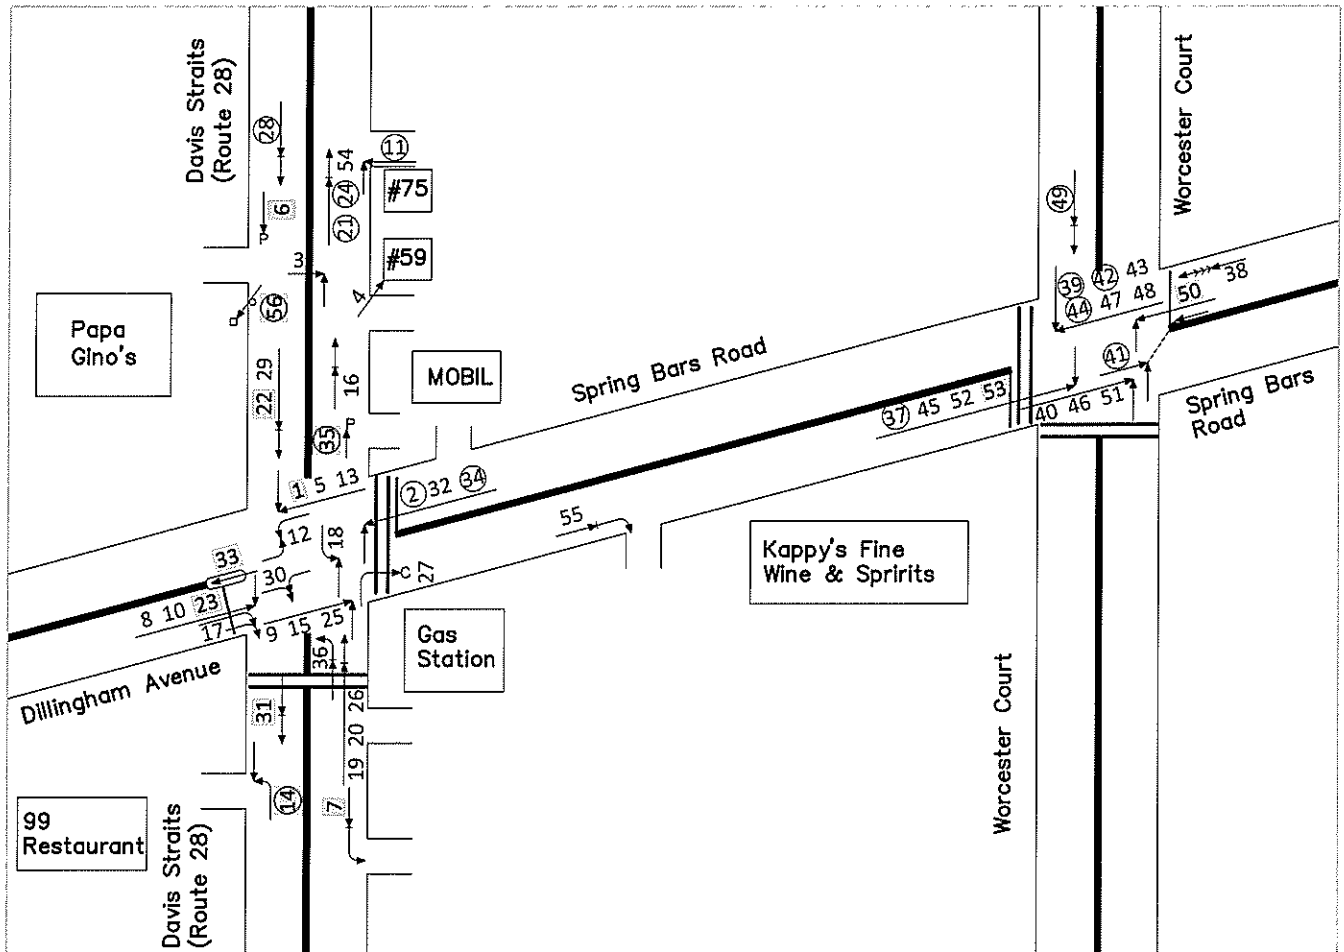 Davis Straits
(Route 28)
28
6
54
24
21
11
#75
#59
3
4
56
Papa
Gino's
29
22
16
35
MOBIL
Spring Bars Road
Worcester Court
49
39 42 43
44 47 48
38
50
41
37 45 52 53
40 46 51
Spring Bars
Road
1 5 13
2 32 34
12
18
33
30
27
55
8 10 23
17
9 15 25
36
Kappy's Fine
Wine & Spririts
Gas
Station
Dillingham Avenue
31
26
20
19
14
7
99
Restaurant
Davis Straits
(Route 28)
Worcester Court